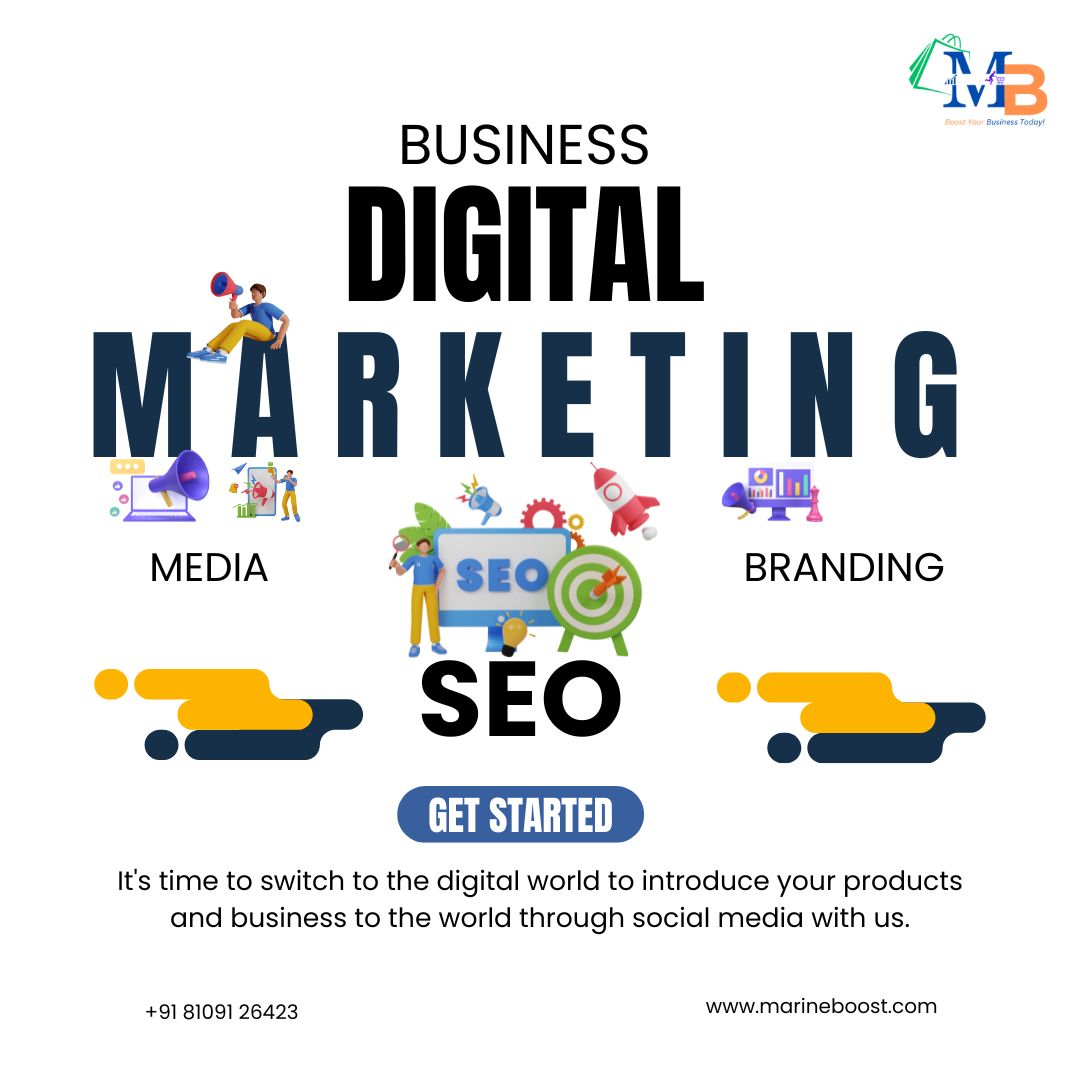 MB
Boost Your Business Today!
BUSINESS
DIGITAL
MARKETING
MEDIA
SEO
BRANDING
SEO
GET STARTED
It's time to switch to the digital world to introduce your products
and business to the world through social media with us.
+91 81091 26423
www.marineboost.com